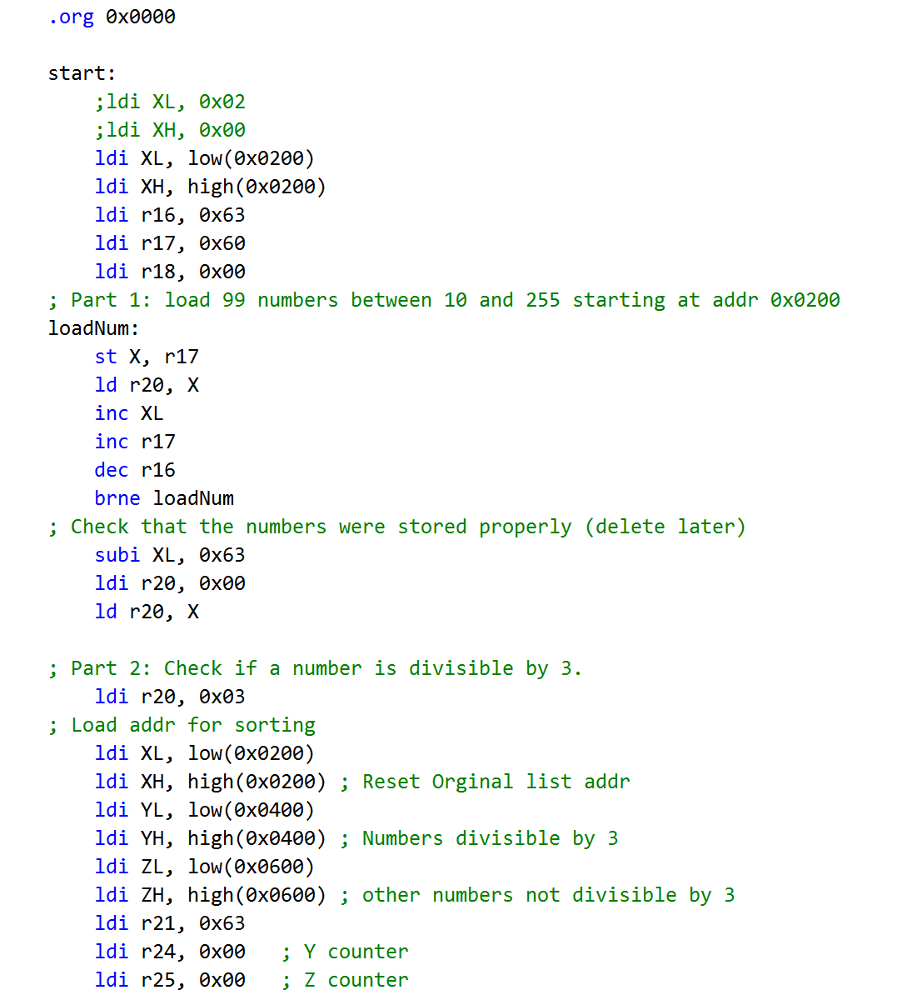 .org 0x0000
start:
;ldi XL, 0x02
;ldi XH, 0x00
ldi XL, low(0x0200)
ldi XH, high(0x0200)
ldi r16, 0x63
ldi r17, 0x60
ldi r18, 0x00
; Part 1: load 99 numbers between 10 and 255 starting at addr 0x0200
loadNum:
st X, r17
ld r20, X
inc XL
inc r17
dec r16
brne loadNum
; Check that the numbers were stored properly (delete later)
subi XL, 0x63
ldi r20, 0x00
ld r20, X
; Part 2: Check if a number is divisible by 3.
ldi r20, 0x03
; Load addr for sorting
ldi XL, low(0x0200)
ldi XH, high(0x0200) ; Reset Orginal list addr
ldi YL, low(0x0400)
ldi YH, high(0x0400) ; Numbers divisible by 3
ldi ZL, low(0x0600)
ldi ZH, high(0x0600) ; other numbers not divisible by 3
ldi r21, 0x63
ldi r24, 0x00 ; Y counter
ldi r25, 0x00 ; Z counter